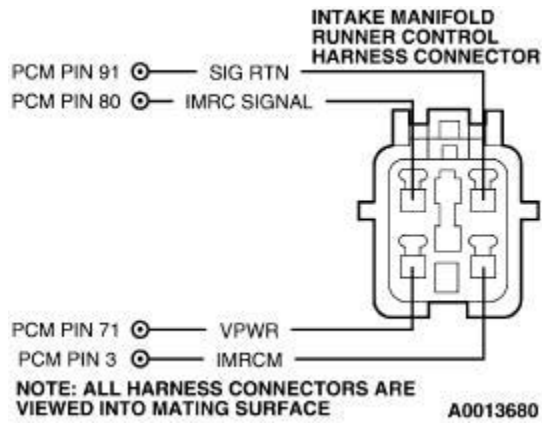 INTAKE MANIFOLD
RUNNER CONTROL
HARNESS CONNECTOR
PCM PIN 91 SIG RTN
PCM PIN 80 IMRC SIGNAL
PCM PIN 71 VPWR
PCM PIN 3 IMRCM
NOTE: ALL HARNESS CONNECTORS ARE
VIEWED INTO MATING SURFACE
A0013680